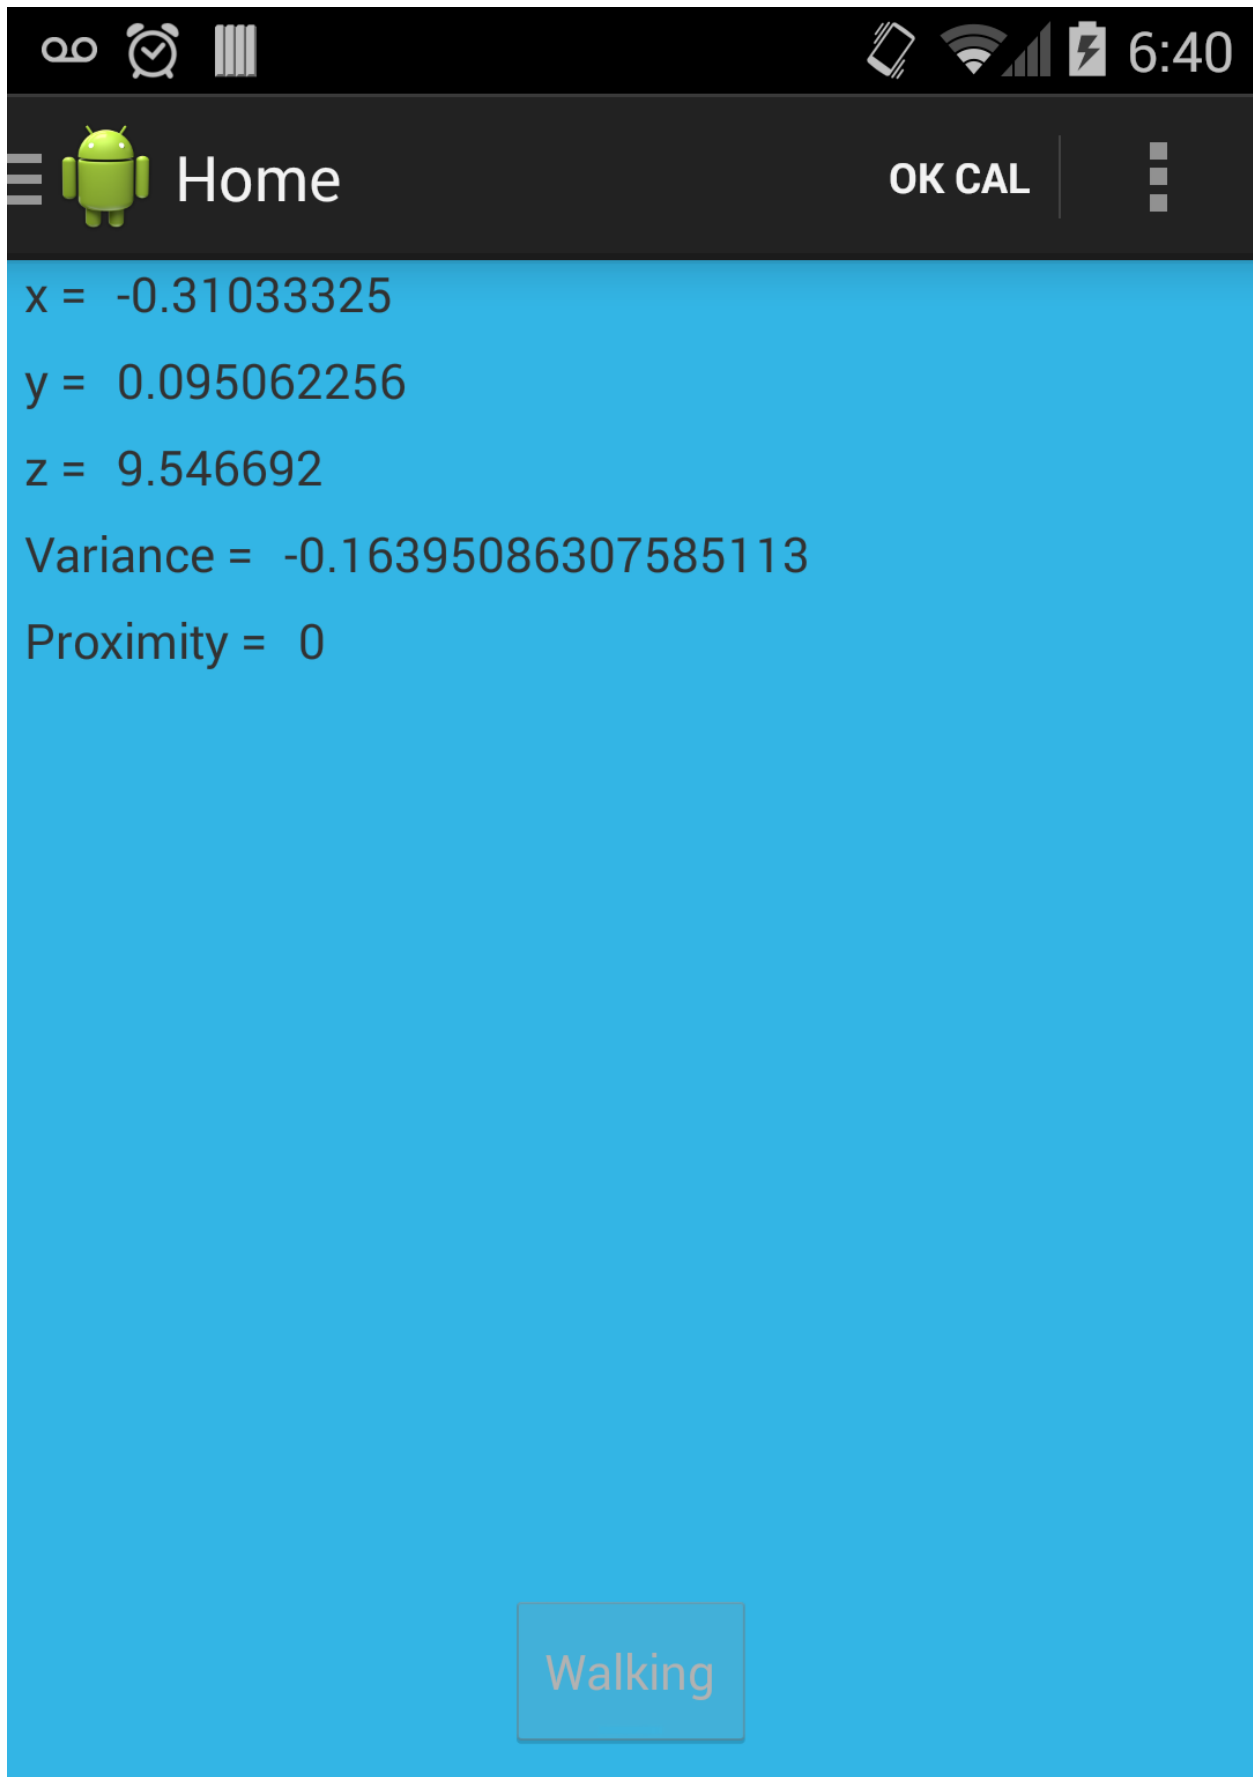 6:40
Home OK CAL
x = -0.31033325
y = 0.095062256
z = 9.546692
Variance = -0.16395086307585113
Proximity = 0
Walking